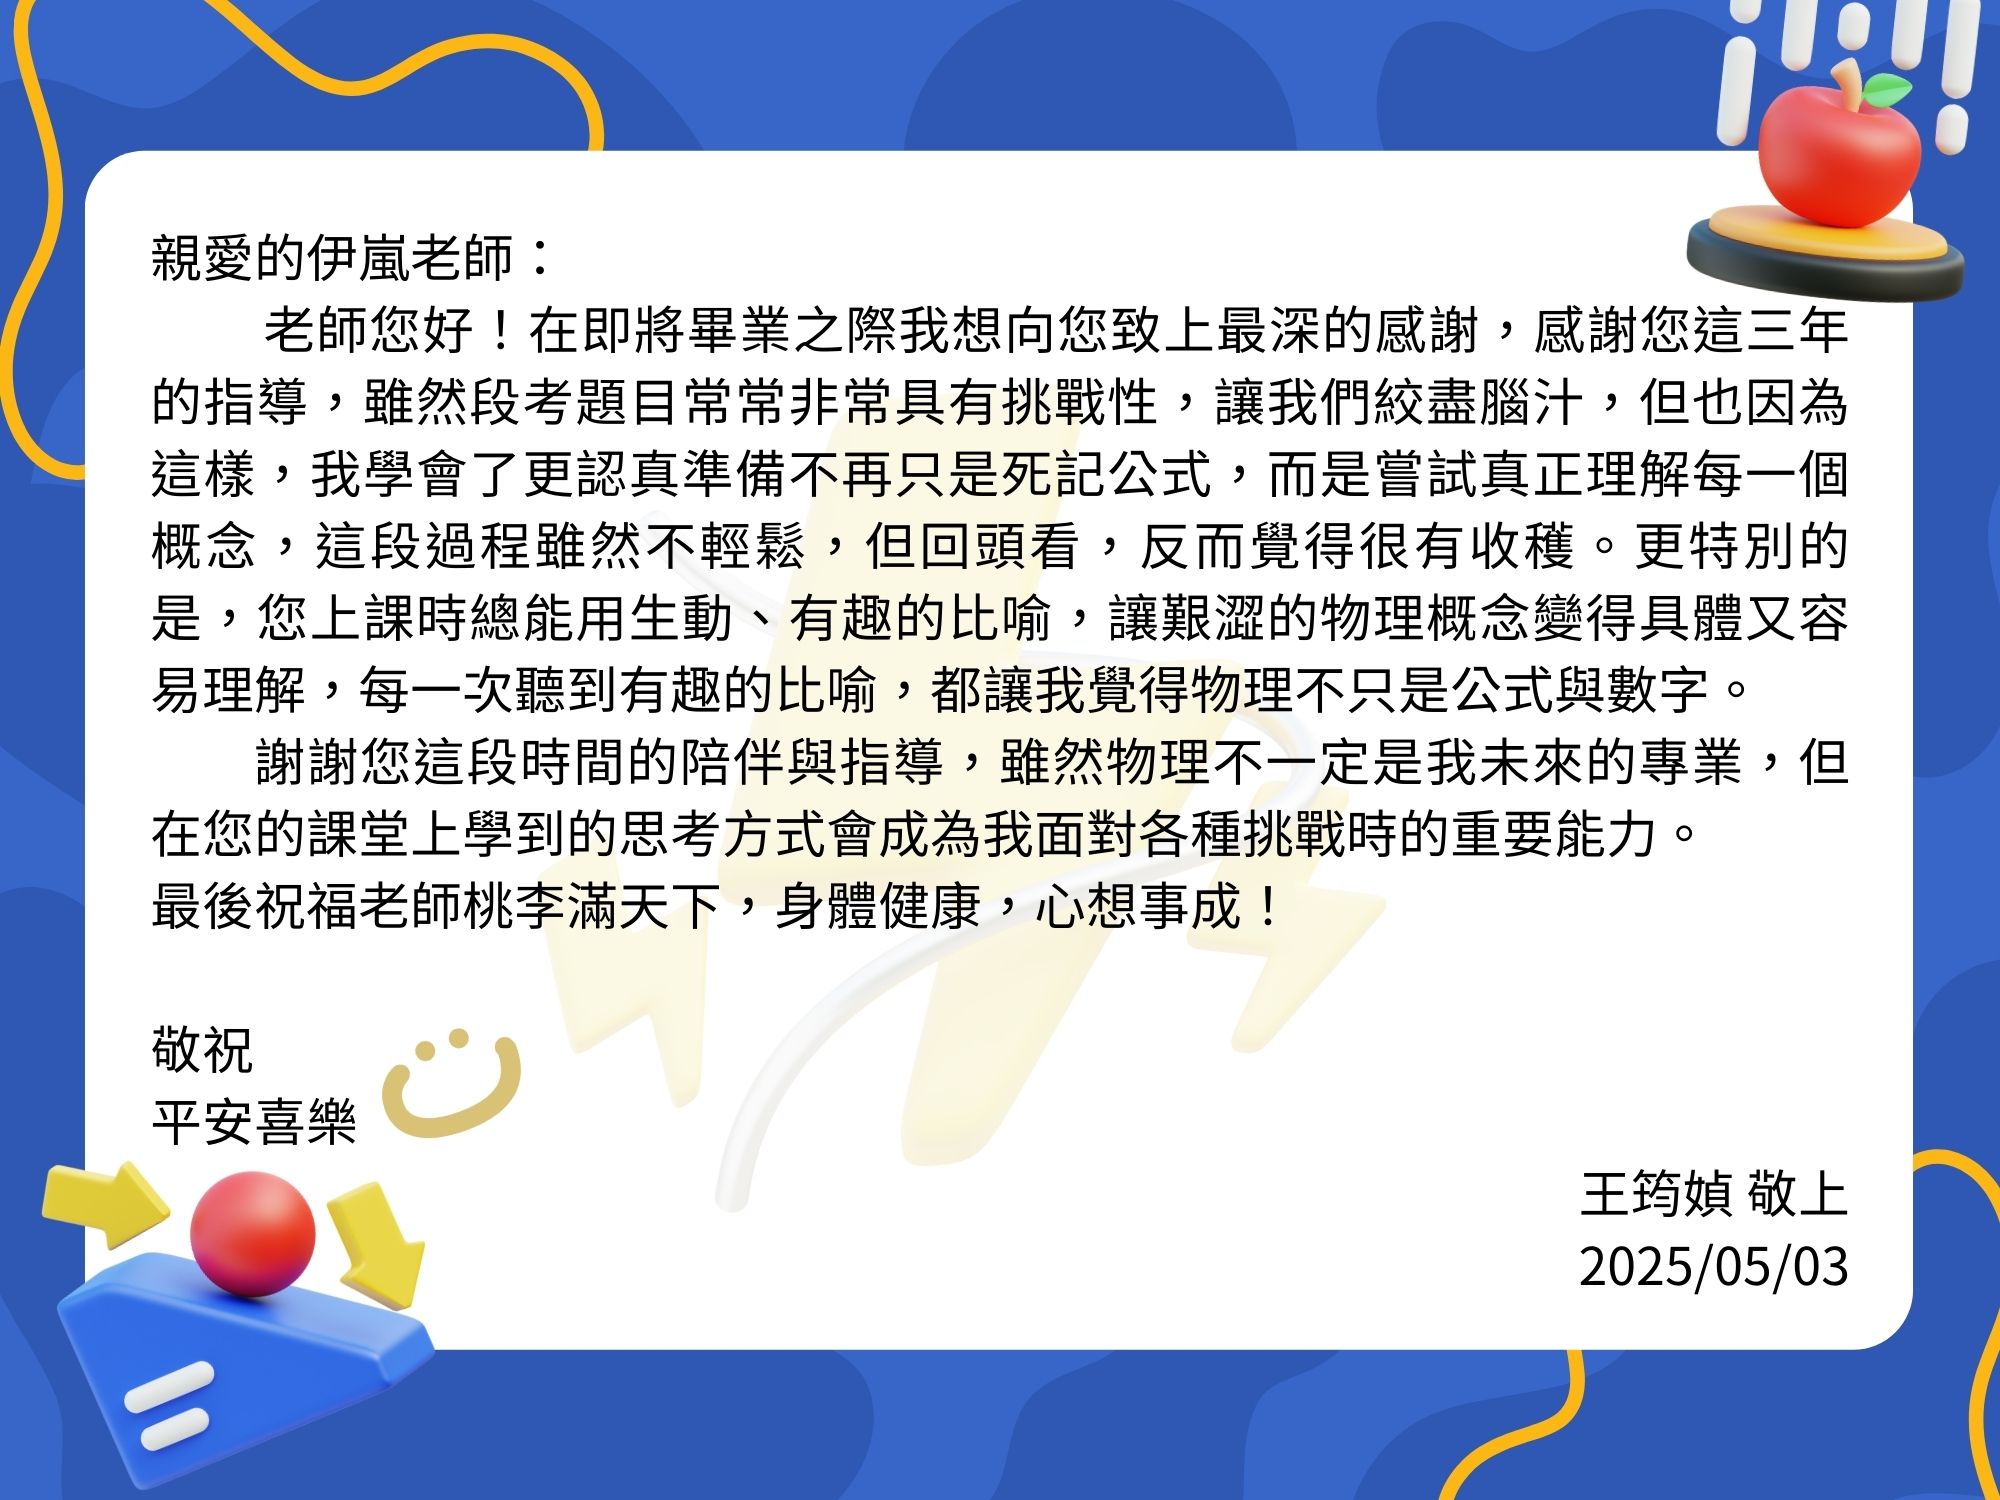 親愛的伊嵐老師：
老師您好！在即將畢業之際我想向您致上最深的感謝，感謝您這三年
的指導，雖然段考題目常常非常具有挑戰性，讓我們絞盡腦汁，但也因為
這樣，我學會了更認真準備不再只是死記公式，而是嘗試真正理解每一個
概念，這段過程雖然不輕鬆，但回頭看，反而覺得很有收穫。更特別的
是，您上課時總能用生動、有趣的比喻，讓艱澀的物理概念變得具體又容
易理解，每一次聽到有趣的比喻，都讓我覺得物理不只是公式與數字。
謝謝您這段時間的陪伴與指導，雖然物理不一定是我未來的專業，但
在您的課堂上學到的思考方式會成為我面對各種挑戰時的重要能力。
最後祝福老師桃李滿天下，身體健康，心想事成！
敬祝
平安喜樂
王筠媜 敬上
2025/05/03